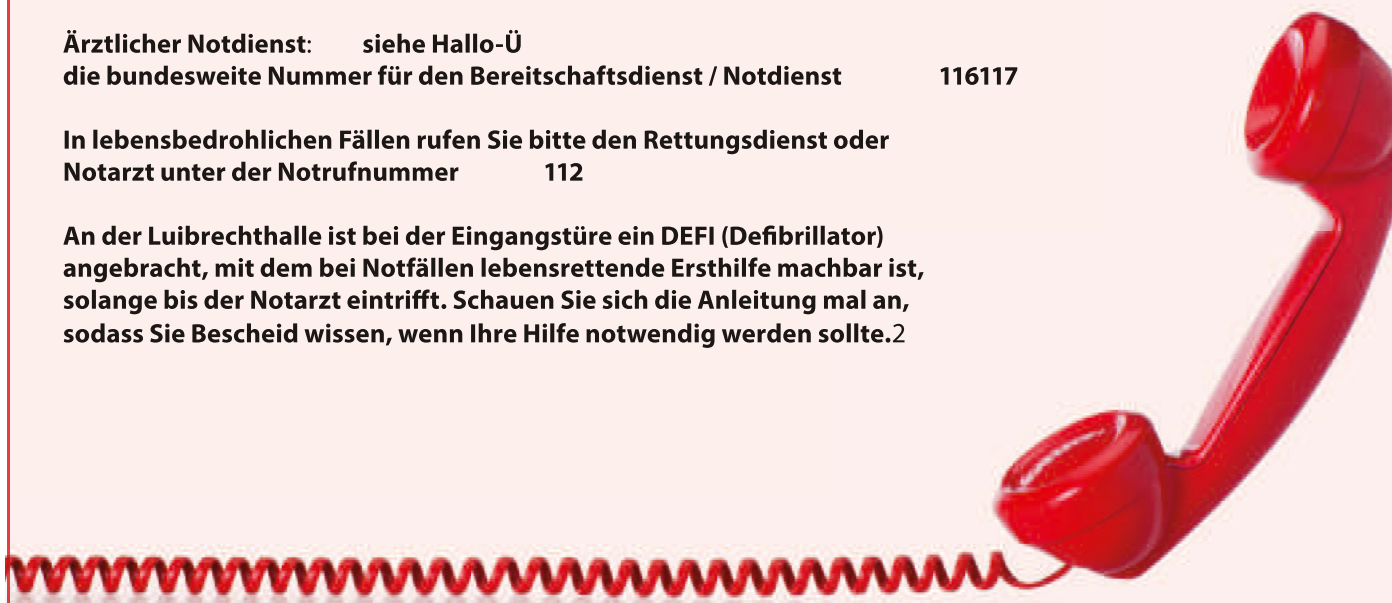 Ärztlicher Notdienst: siehe Hallo-Ü
die bundesweite Nummer für den Bereitschaftsdienst / Notdienst 116117
In lebensbedrohlichen Fällen rufen Sie bitte den Rettungsdienst oder
Notarzt unter der Notrufnummer 112
An der Luibrechthalle ist bei der Eingangstüre ein DEFI (Defibrillator)
angebracht, mit dem bei Notfällen lebensrettende Ersthilfe machbar ist,
solange bis der Notarzt eintrifft. Schauen Sie sich die Anleitung mal an,
sodass Sie Bescheid wissen, wenn Ihre Hilfe notwendig werden sollte.2